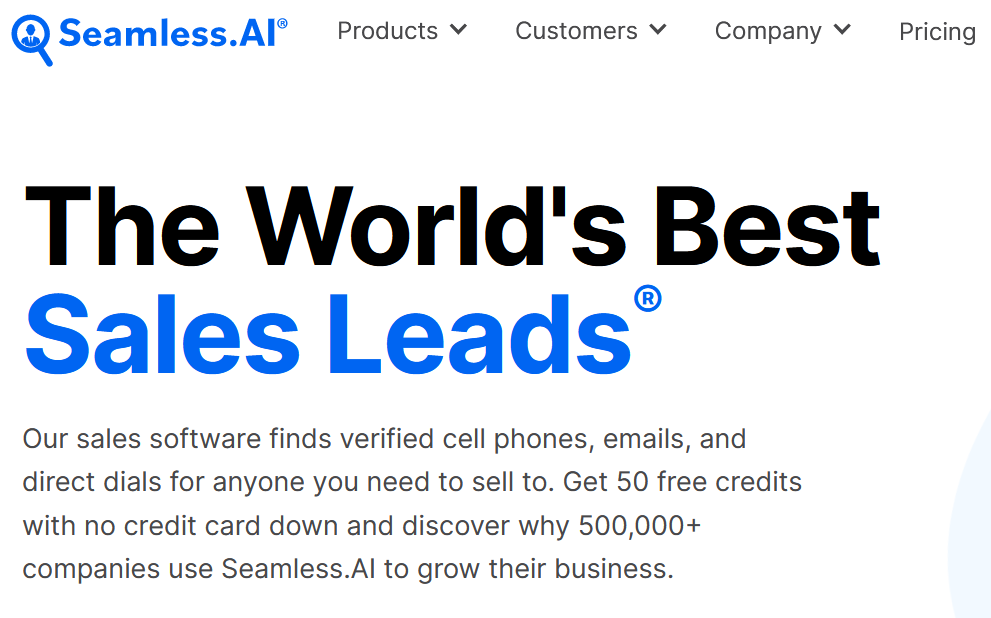 Seamless.AI® Products Customers Company Pricing
The World's Best
Sales Leads®
Our sales software finds verified cell phones, emails, and
direct dials for anyone you need to sell to. Get 50 free credits
with no credit card down and discover why 500,000+
companies use Seamless.AI to grow their business.